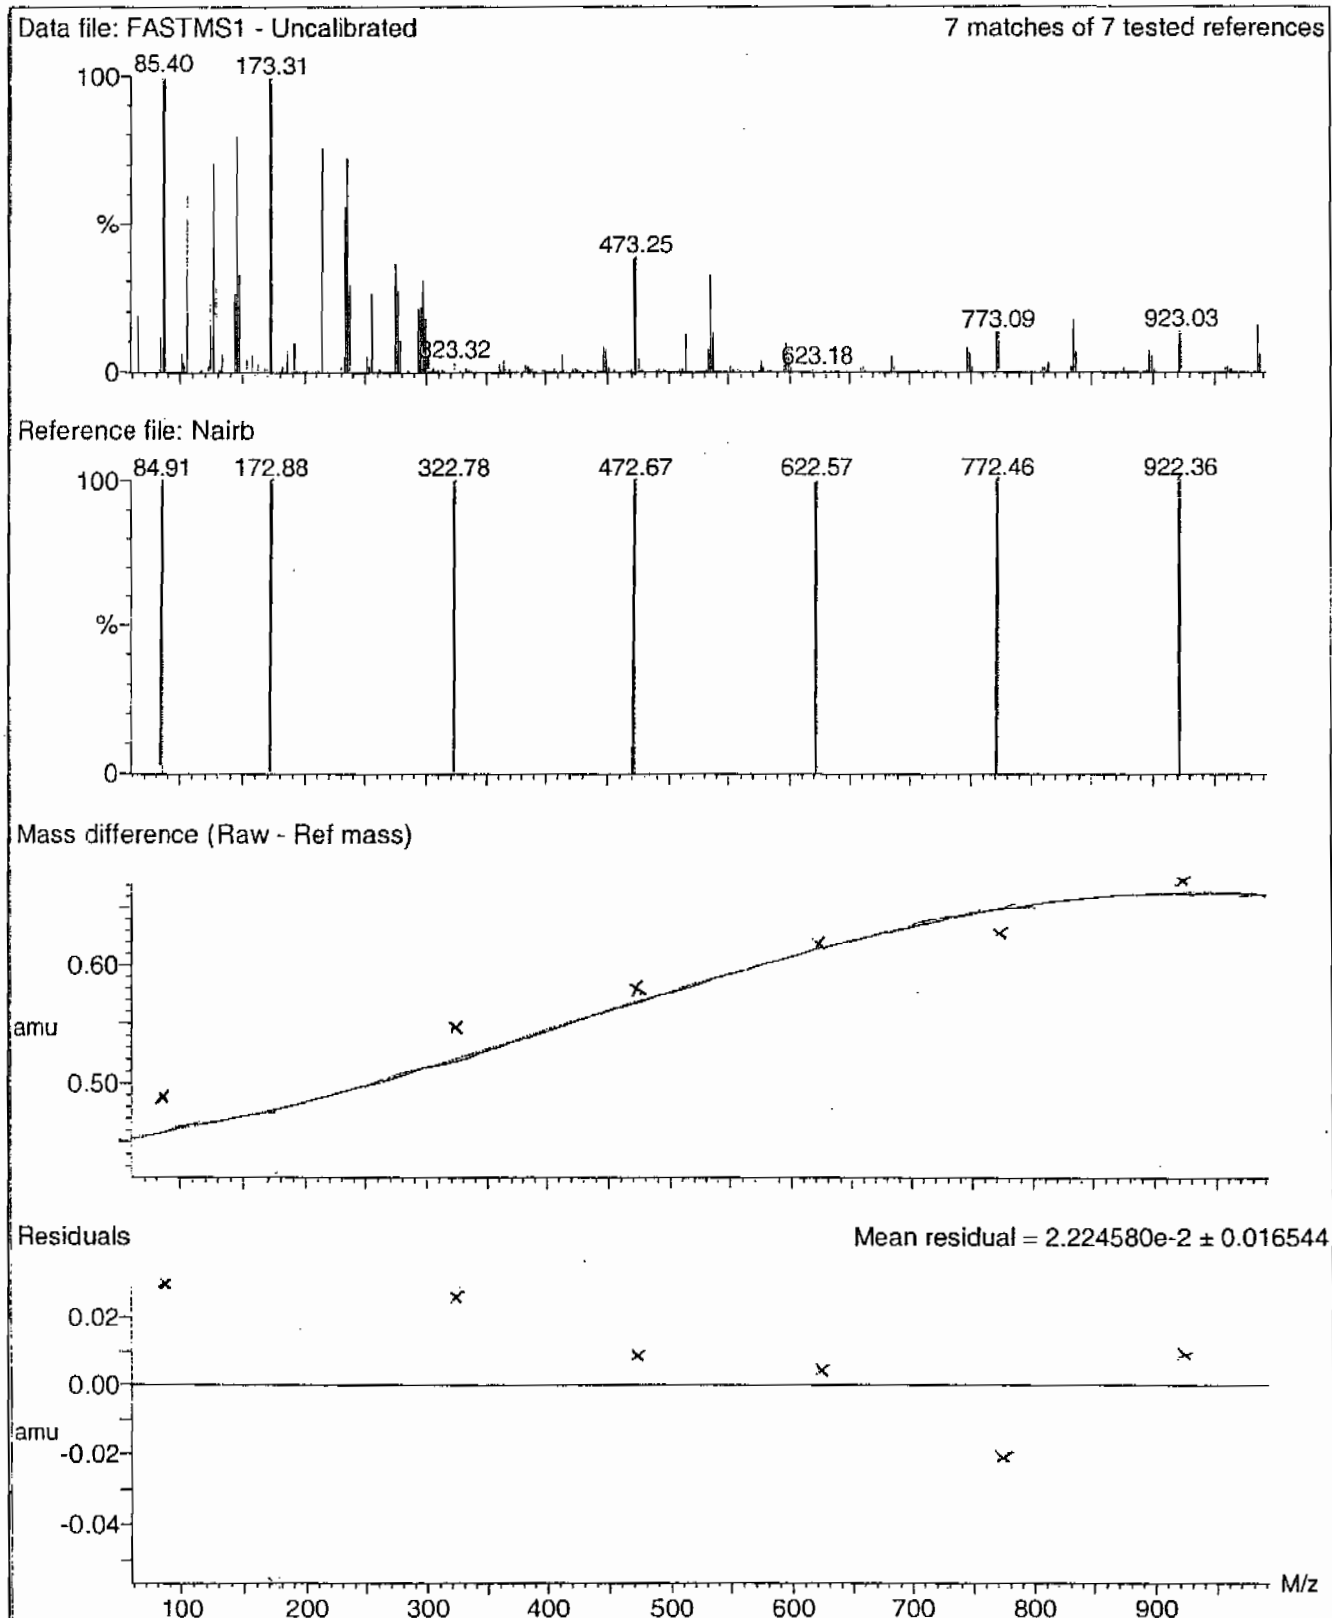 Data file: FASTMS1 - Uncalibrated 7 matches of 7 tested references
85.40 173.31
100
%
473.25
773.09 923.03
323.32 623.18
0
Reference file: Nairb
84.91 172.88 322.78 472.67 622.57 772.46 922.36
100
%
0
Mass difference (Raw - Ref mass)
0.60
amu
0.50
Residuals Mean residual = 2.224580e-2 ± 0.016544
0.02
0.00
amu
-0.02
-0.04
M/z
100 200 300 400 500 600 700 800 900